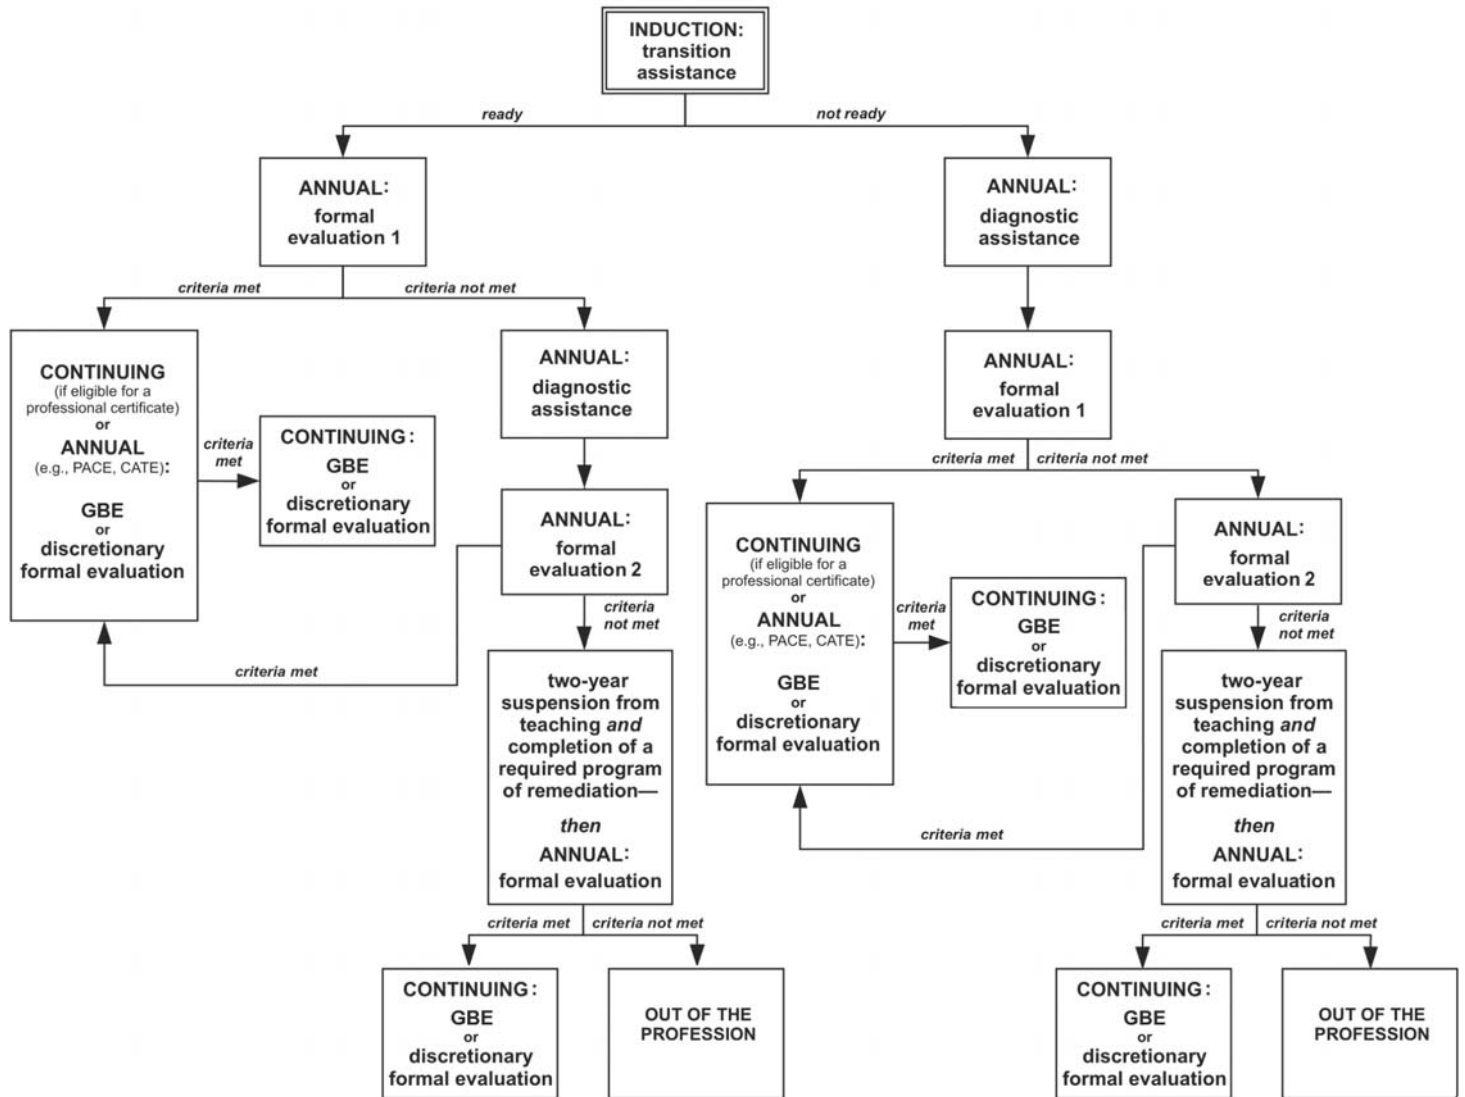 INDUCTION:
transition
assistance
ready
not ready
ANNUAL:
formal
evaluation 1
ANNUAL:
diagnostic
assistance
criteria met
criteria not met
CONTINUING
(if eligible for a
professional certificate)
or
ANNUAL
(e.g., PACE, CATE):
GBE
or
discretionary
formal evaluation
criteria
met
CONTINUING:
GBE
or
discretionary
formal evaluation
ANNUAL:
diagnostic
assistance
ANNUAL:
formal
evaluation 2
criteria met
criteria
not met
two-year
suspension from
teaching and
completion of a
required program
of remediation—
then
ANNUAL:
formal evaluation
criteria met
criteria not met
CONTINUING:
GBE
or
discretionary
formal evaluation
OUT OF THE
PROFESSION
ANNUAL:
formal
evaluation 1
criteria met
criteria not met
CONTINUING
(if eligible for a
professional certificate)
or
ANNUAL
(e.g., PACE, CATE):
GBE
or
discretionary
formal evaluation
criteria
met
CONTINUING:
GBE
or
discretionary
formal evaluation
ANNUAL:
formal
evaluation 2
criteria met
criteria
not met
two-year
suspension from
teaching and
completion of a
required program
of remediation—
then
ANNUAL:
formal evaluation
criteria met
criteria not met
CONTINUING:
GBE
or
discretionary
formal evaluation
OUT OF THE
PROFESSION